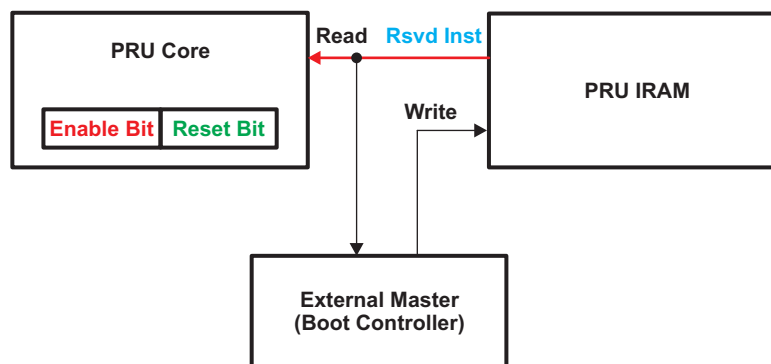 Read Rsvd Inst
PRU Core
PRU IRAM
Enable Bit Reset Bit
Write
External Master
(Boot Controller)